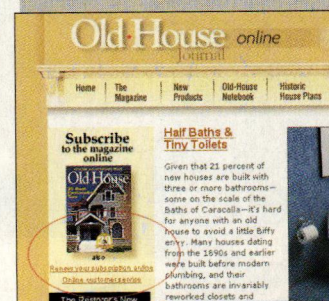 Old·House online
Journal
Home The Magazine New Products Old-House Notebook Historic House Plans
Subscribe
to the magazine
online
Old House
Renew your subscription online
Online customer service
The Restorer's New
Half Baths &
Tiny Toilets
Given that 21 percent of
new houses are built with
three or more bathrooms—
some on the scale of the
Baths of Caracalla—it's hard
for anyone with an old
house to avoid a little Biffy
envy. Many houses dating
from the 1890s and earlier
were built before modern
plumbing, and their
bathrooms are invariably
reworked closets and